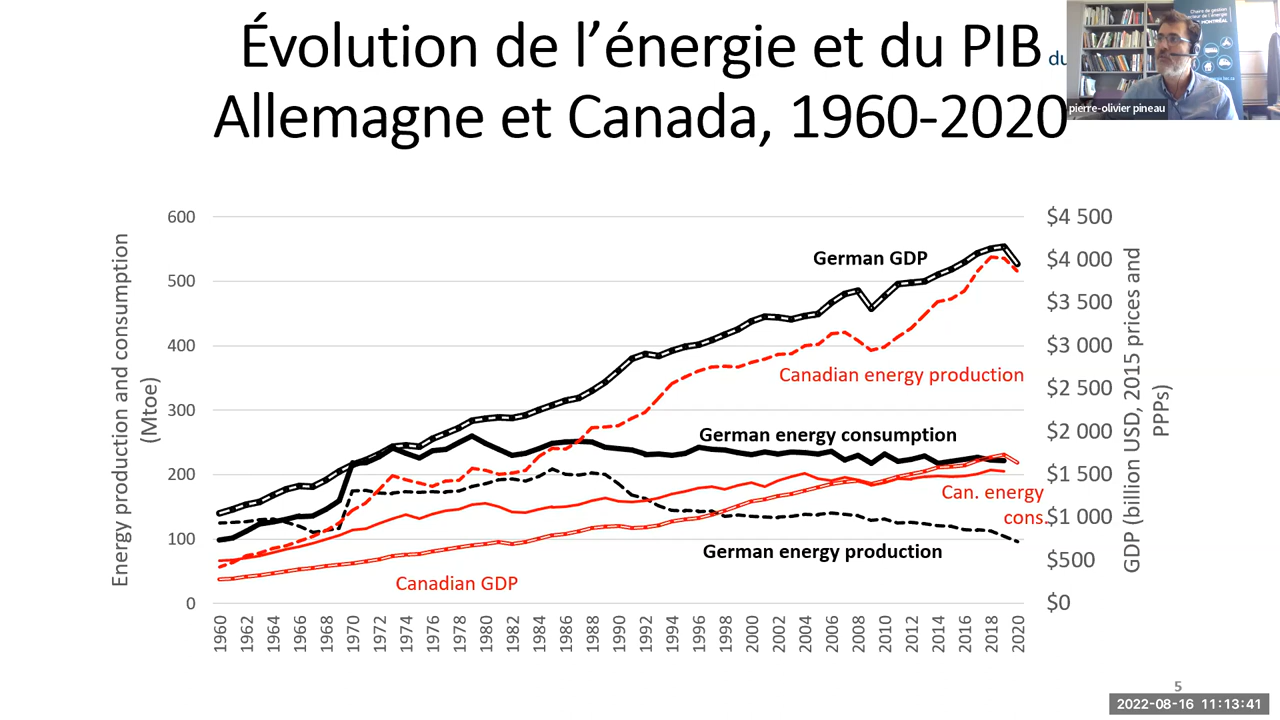 Évolution de l’énergie et du PIB
Allemagne et Canada, 1960-2020
du
Chaire de gestion
MONTRÉAL
pierre-olivier pineau
Energy production and consumption
(Mtoe)
600
500
400
300
200
100
0
German GDP
Canadian energy production
German energy consumption
Can. energy
cons.
German energy production
Canadian GDP
$4 500
$4 000
$3 500
$3 000
$2 500
$2 000
$1 500
$1 000
$500
$0
GDP (billion USD, 2015 prices and
PPPs)
1960 1962 1964 1966 1968 1970 1972 1974 1976 1978 1980 1982 1984 1986 1988 1990 1992 1994 1996 1998 2000 2002 2004 2006 2008 2010 2012 2014 2016 2018 2020
5
2022-08-16 11:13:41